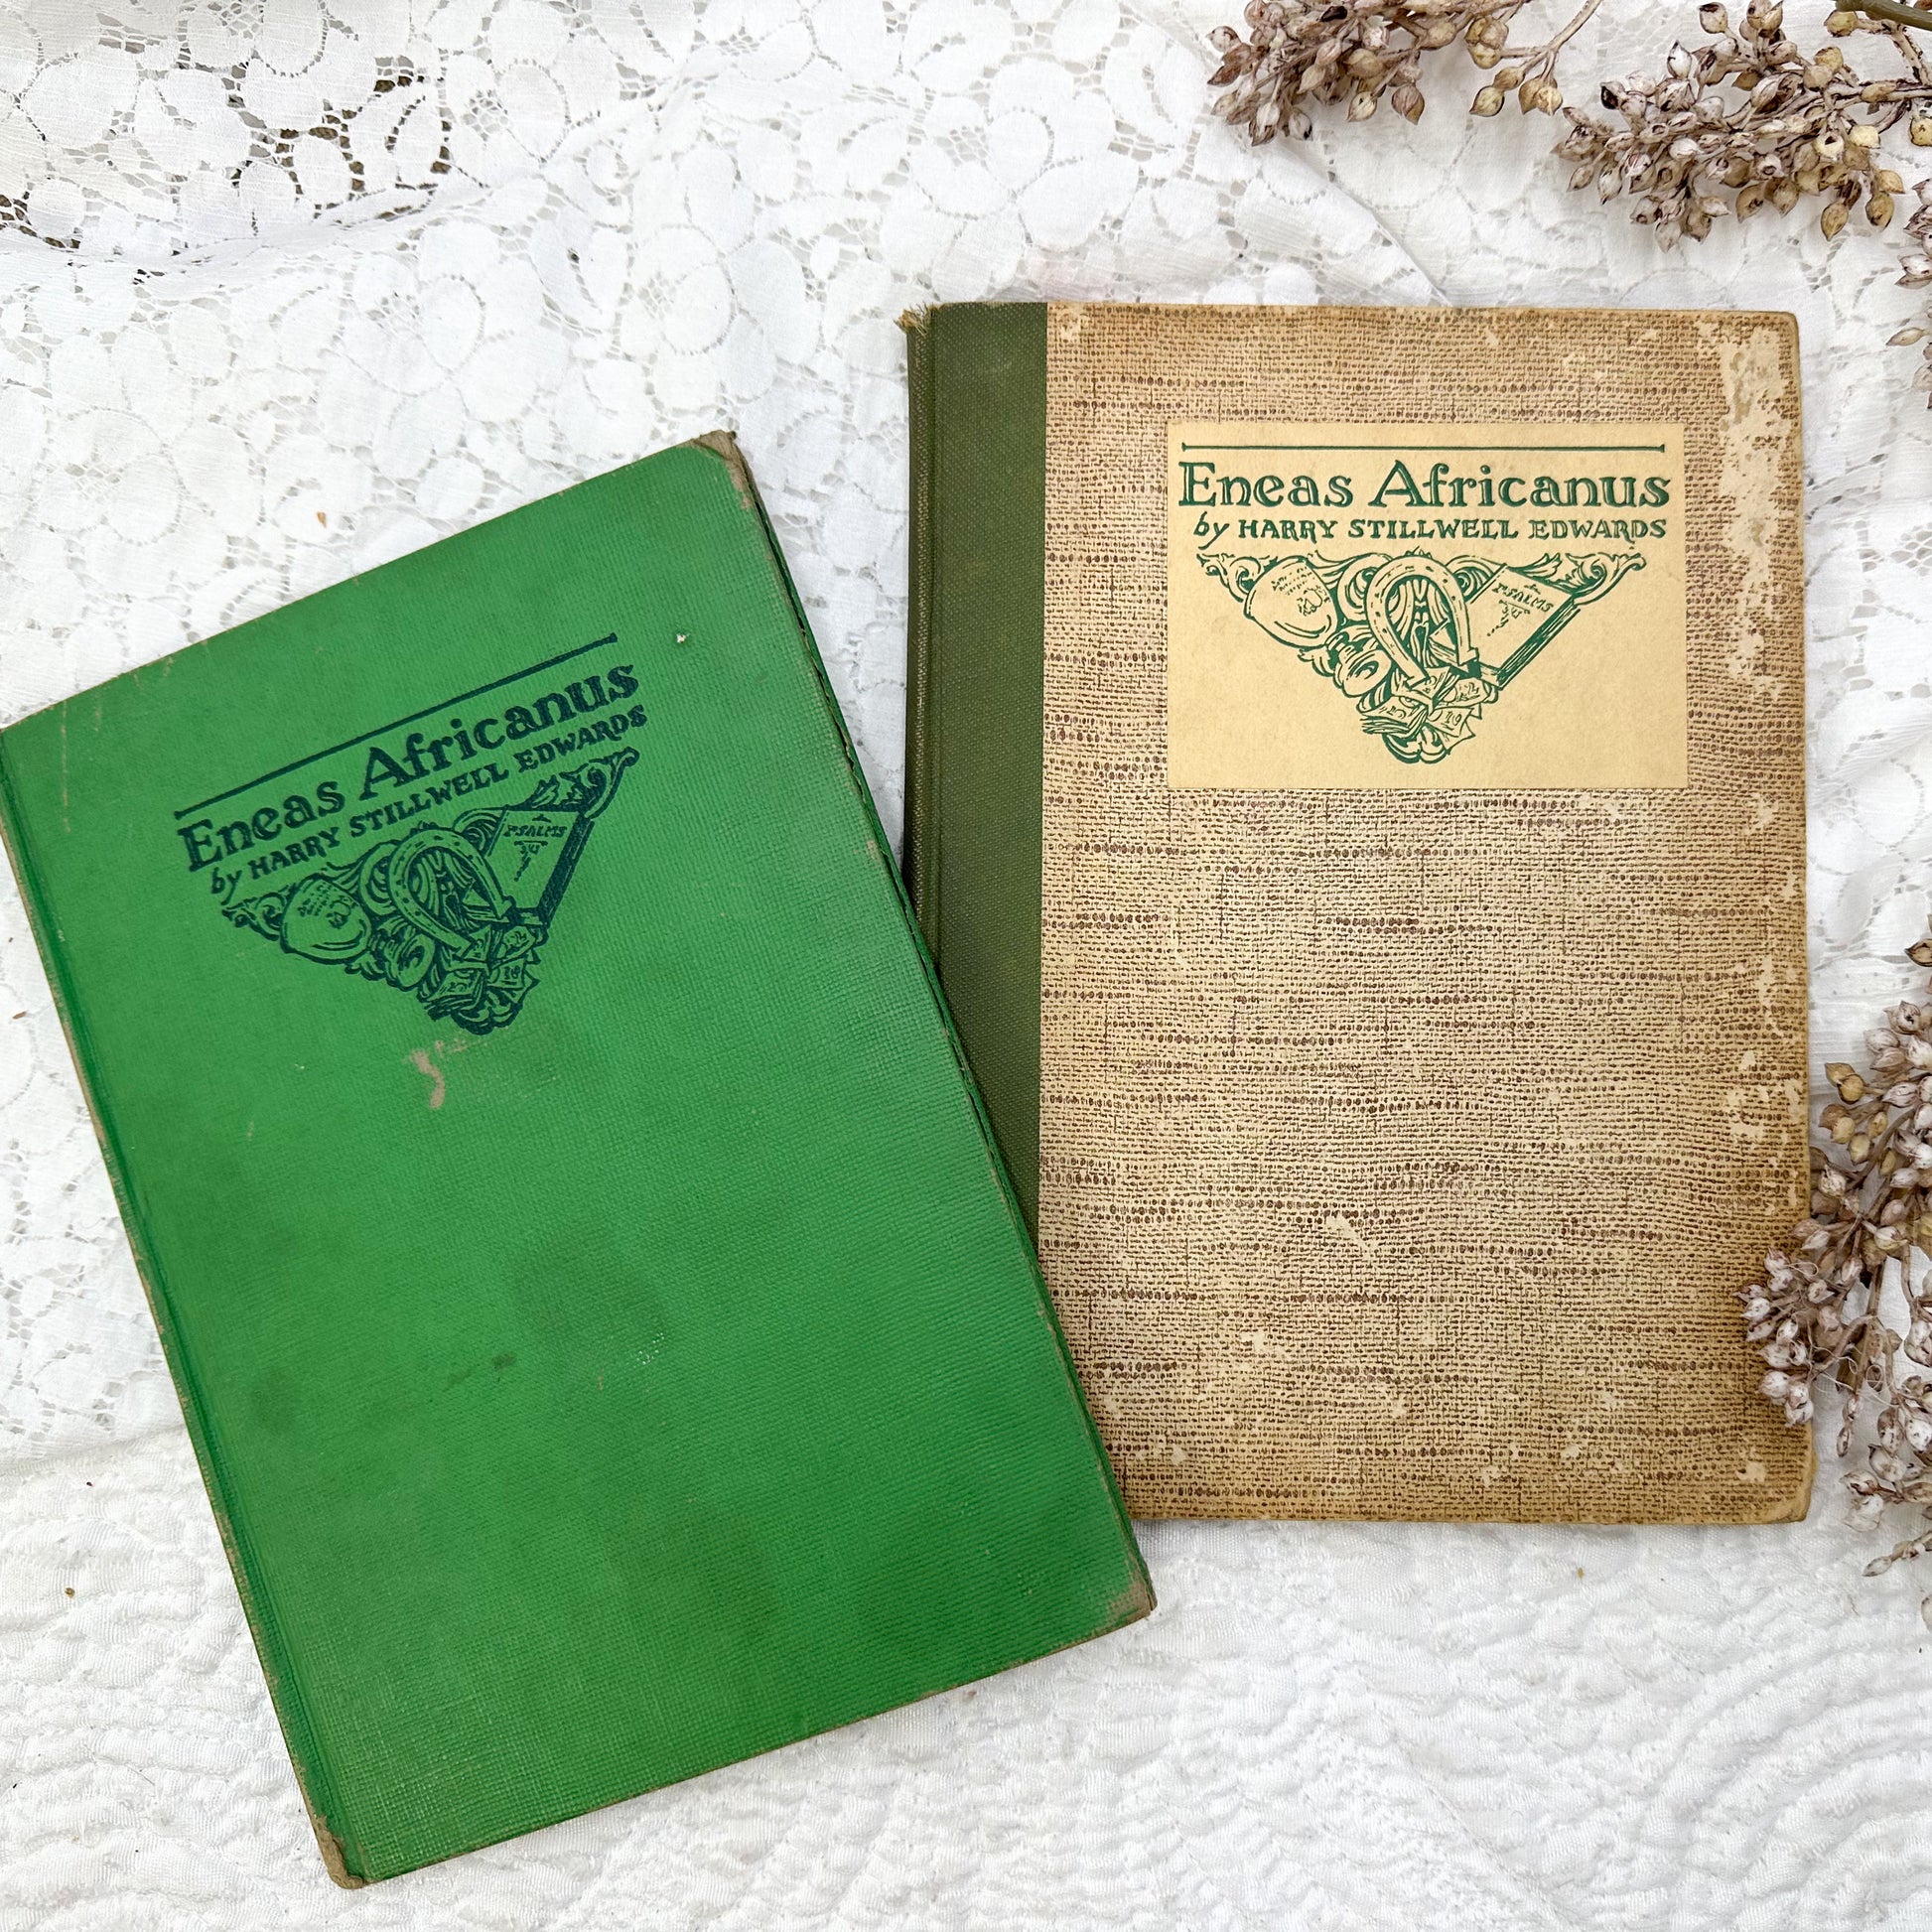 Eneas Africanus
by HARRY STILLWELL EDWARDS
PSALMS
Eneas Africanus
by HARRY STILLWELL EDWARDS
PSALMS